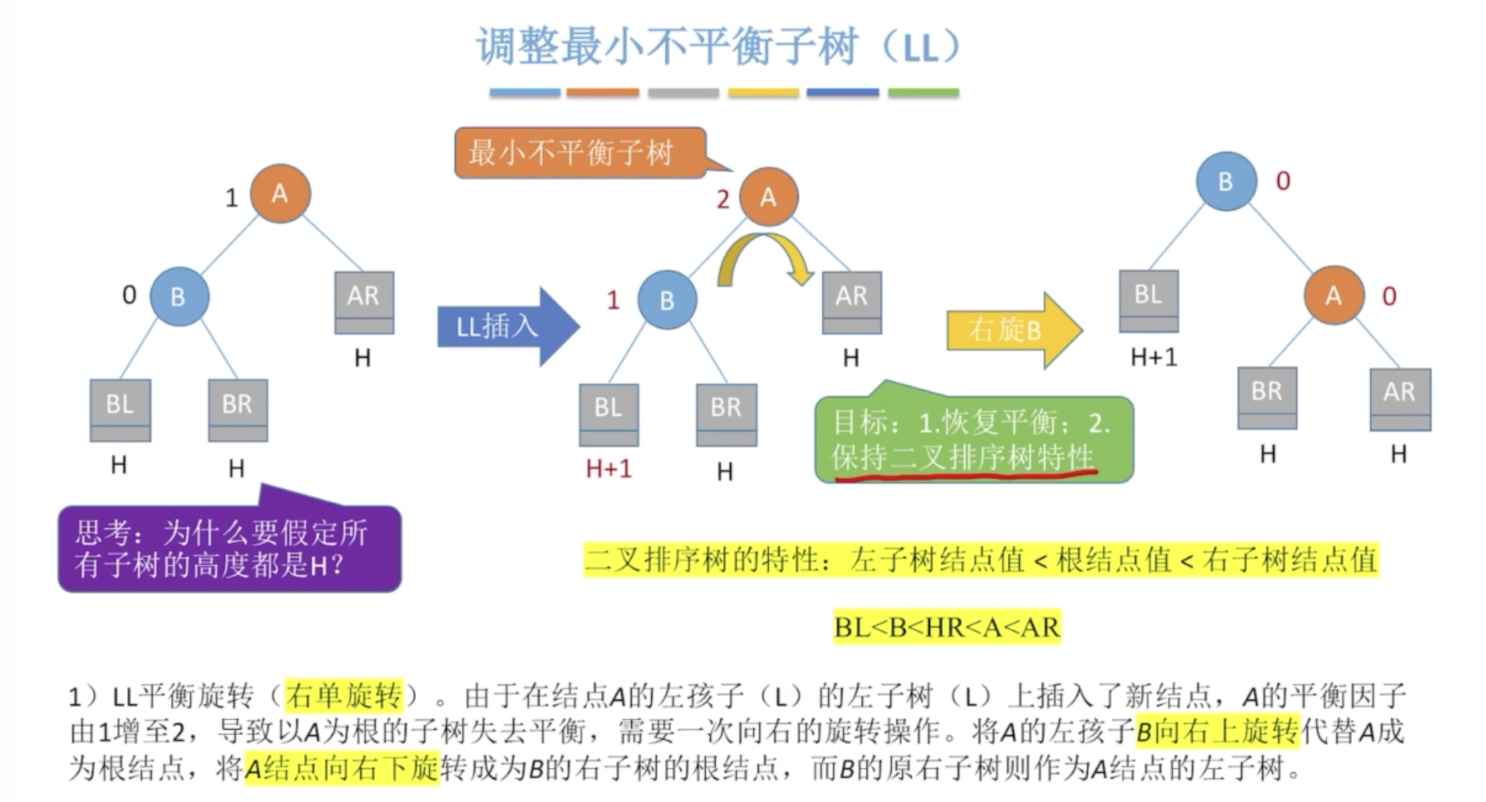 调整最小不平衡子树（LL）
最小不平衡子树
1
A
0
B
AR
H
BL
BR
H
H
LL插入
2
A
1
B
AR
H
BL
BR
H+1
H
右旋B
B
0
BL
H+1
A
0
BR
AR
H
H
目标：1.恢复平衡；2.
保持二叉排序树特性
思考：为什么要假定所
有子树的高度都是H？
二叉排序树的特性：左子树结点值 < 根结点值 < 右子树结点值
BL<B<HR<A<AR
1）LL平衡旋转（右单旋转）。由于在结点A的左孩子（L）的左子树（L）上插入了新结点，A的平衡因子
由1增至2，导致以A为根的子树失去平衡，需要一次向右的旋转操作。将A的左孩子B向右上旋转代替A成
为根结点，将A结点向右下旋转成为B的右子树的根结点，而B的原右子树则作为A结点的左子树。